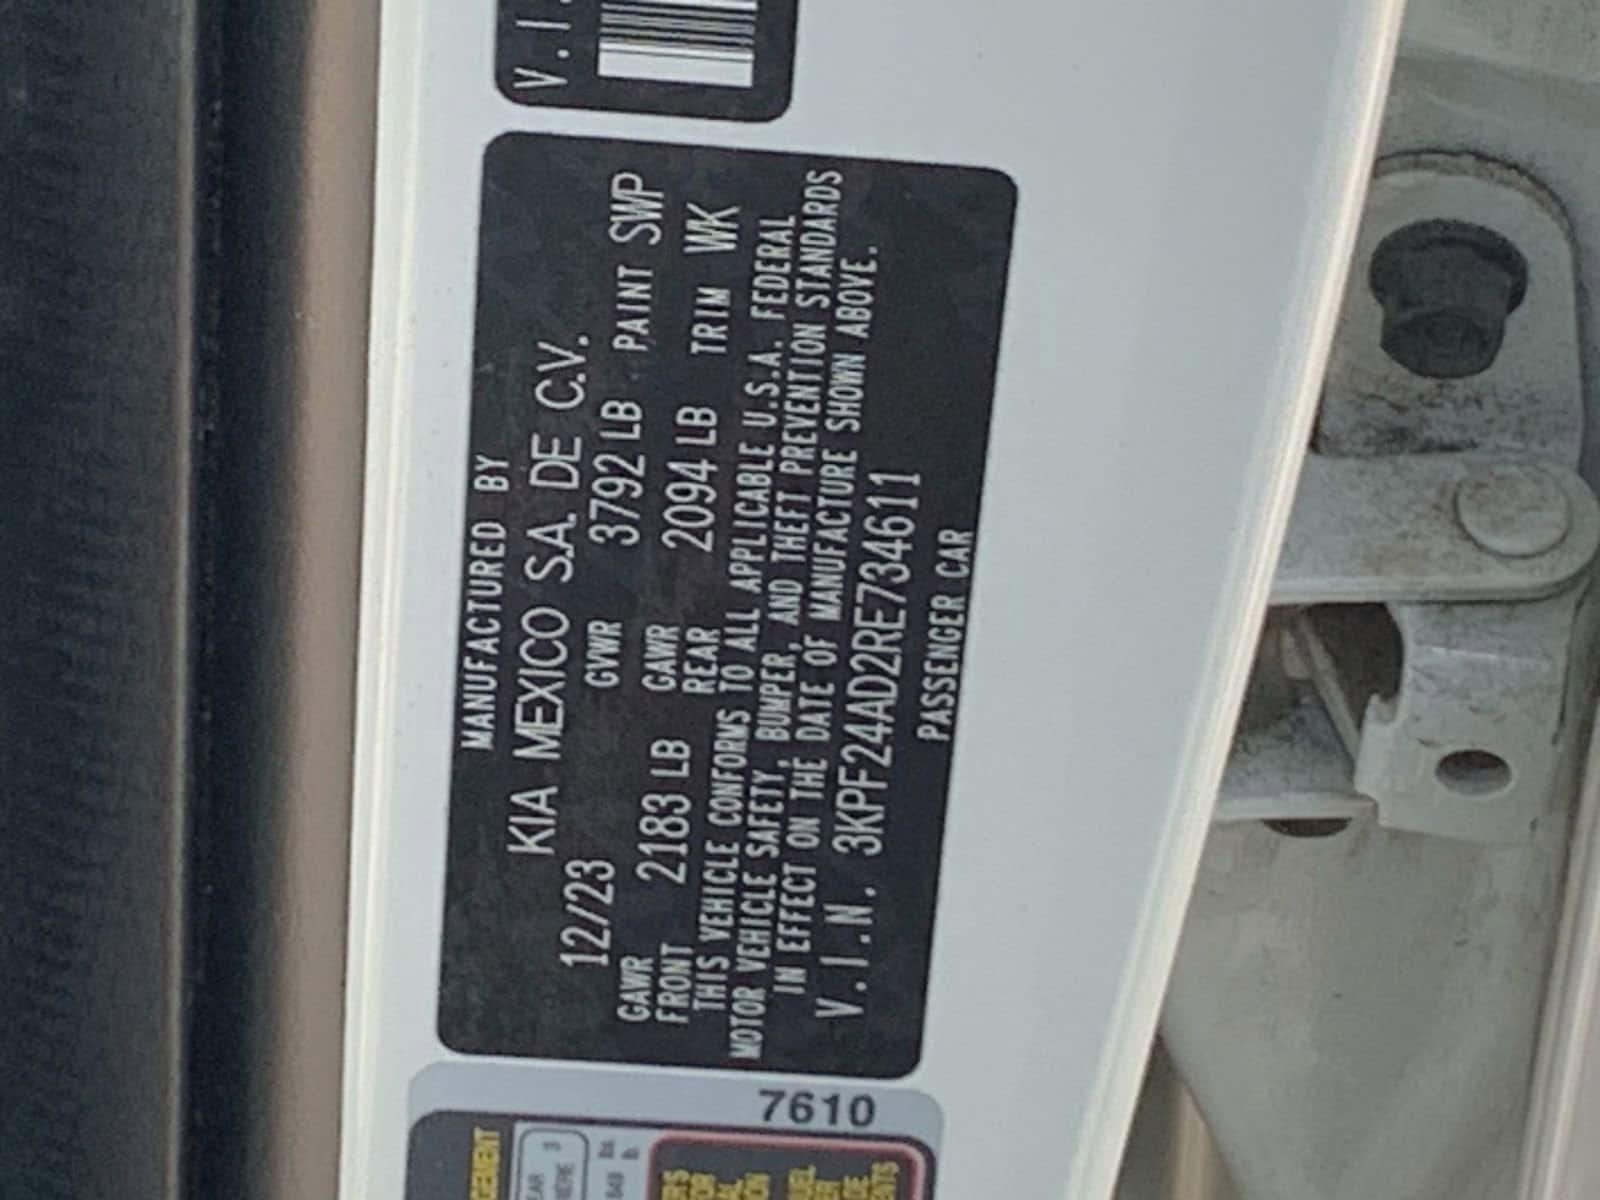 V.I.
MANUFACTURED BY
KIA MEXICO S.A. DE C.V.
12/23 GVWR 3792 LB PAINT SWP
GAWR FRONT 2183 LB GAWR REAR 2094 LB TRIM WK
THIS VEHICLE CONFORMS TO ALL APPLICABLE U.S.A. FEDERAL
MOTOR VEHICLE SAFETY, BUMPER, AND THEFT PREVENTION STANDARDS
IN EFFECT ON THE DATE OF MANUFACTURE SHOWN ABOVE.
V.I.N. 3KPF24AD2RE734611
PASSENGER CAR
7610